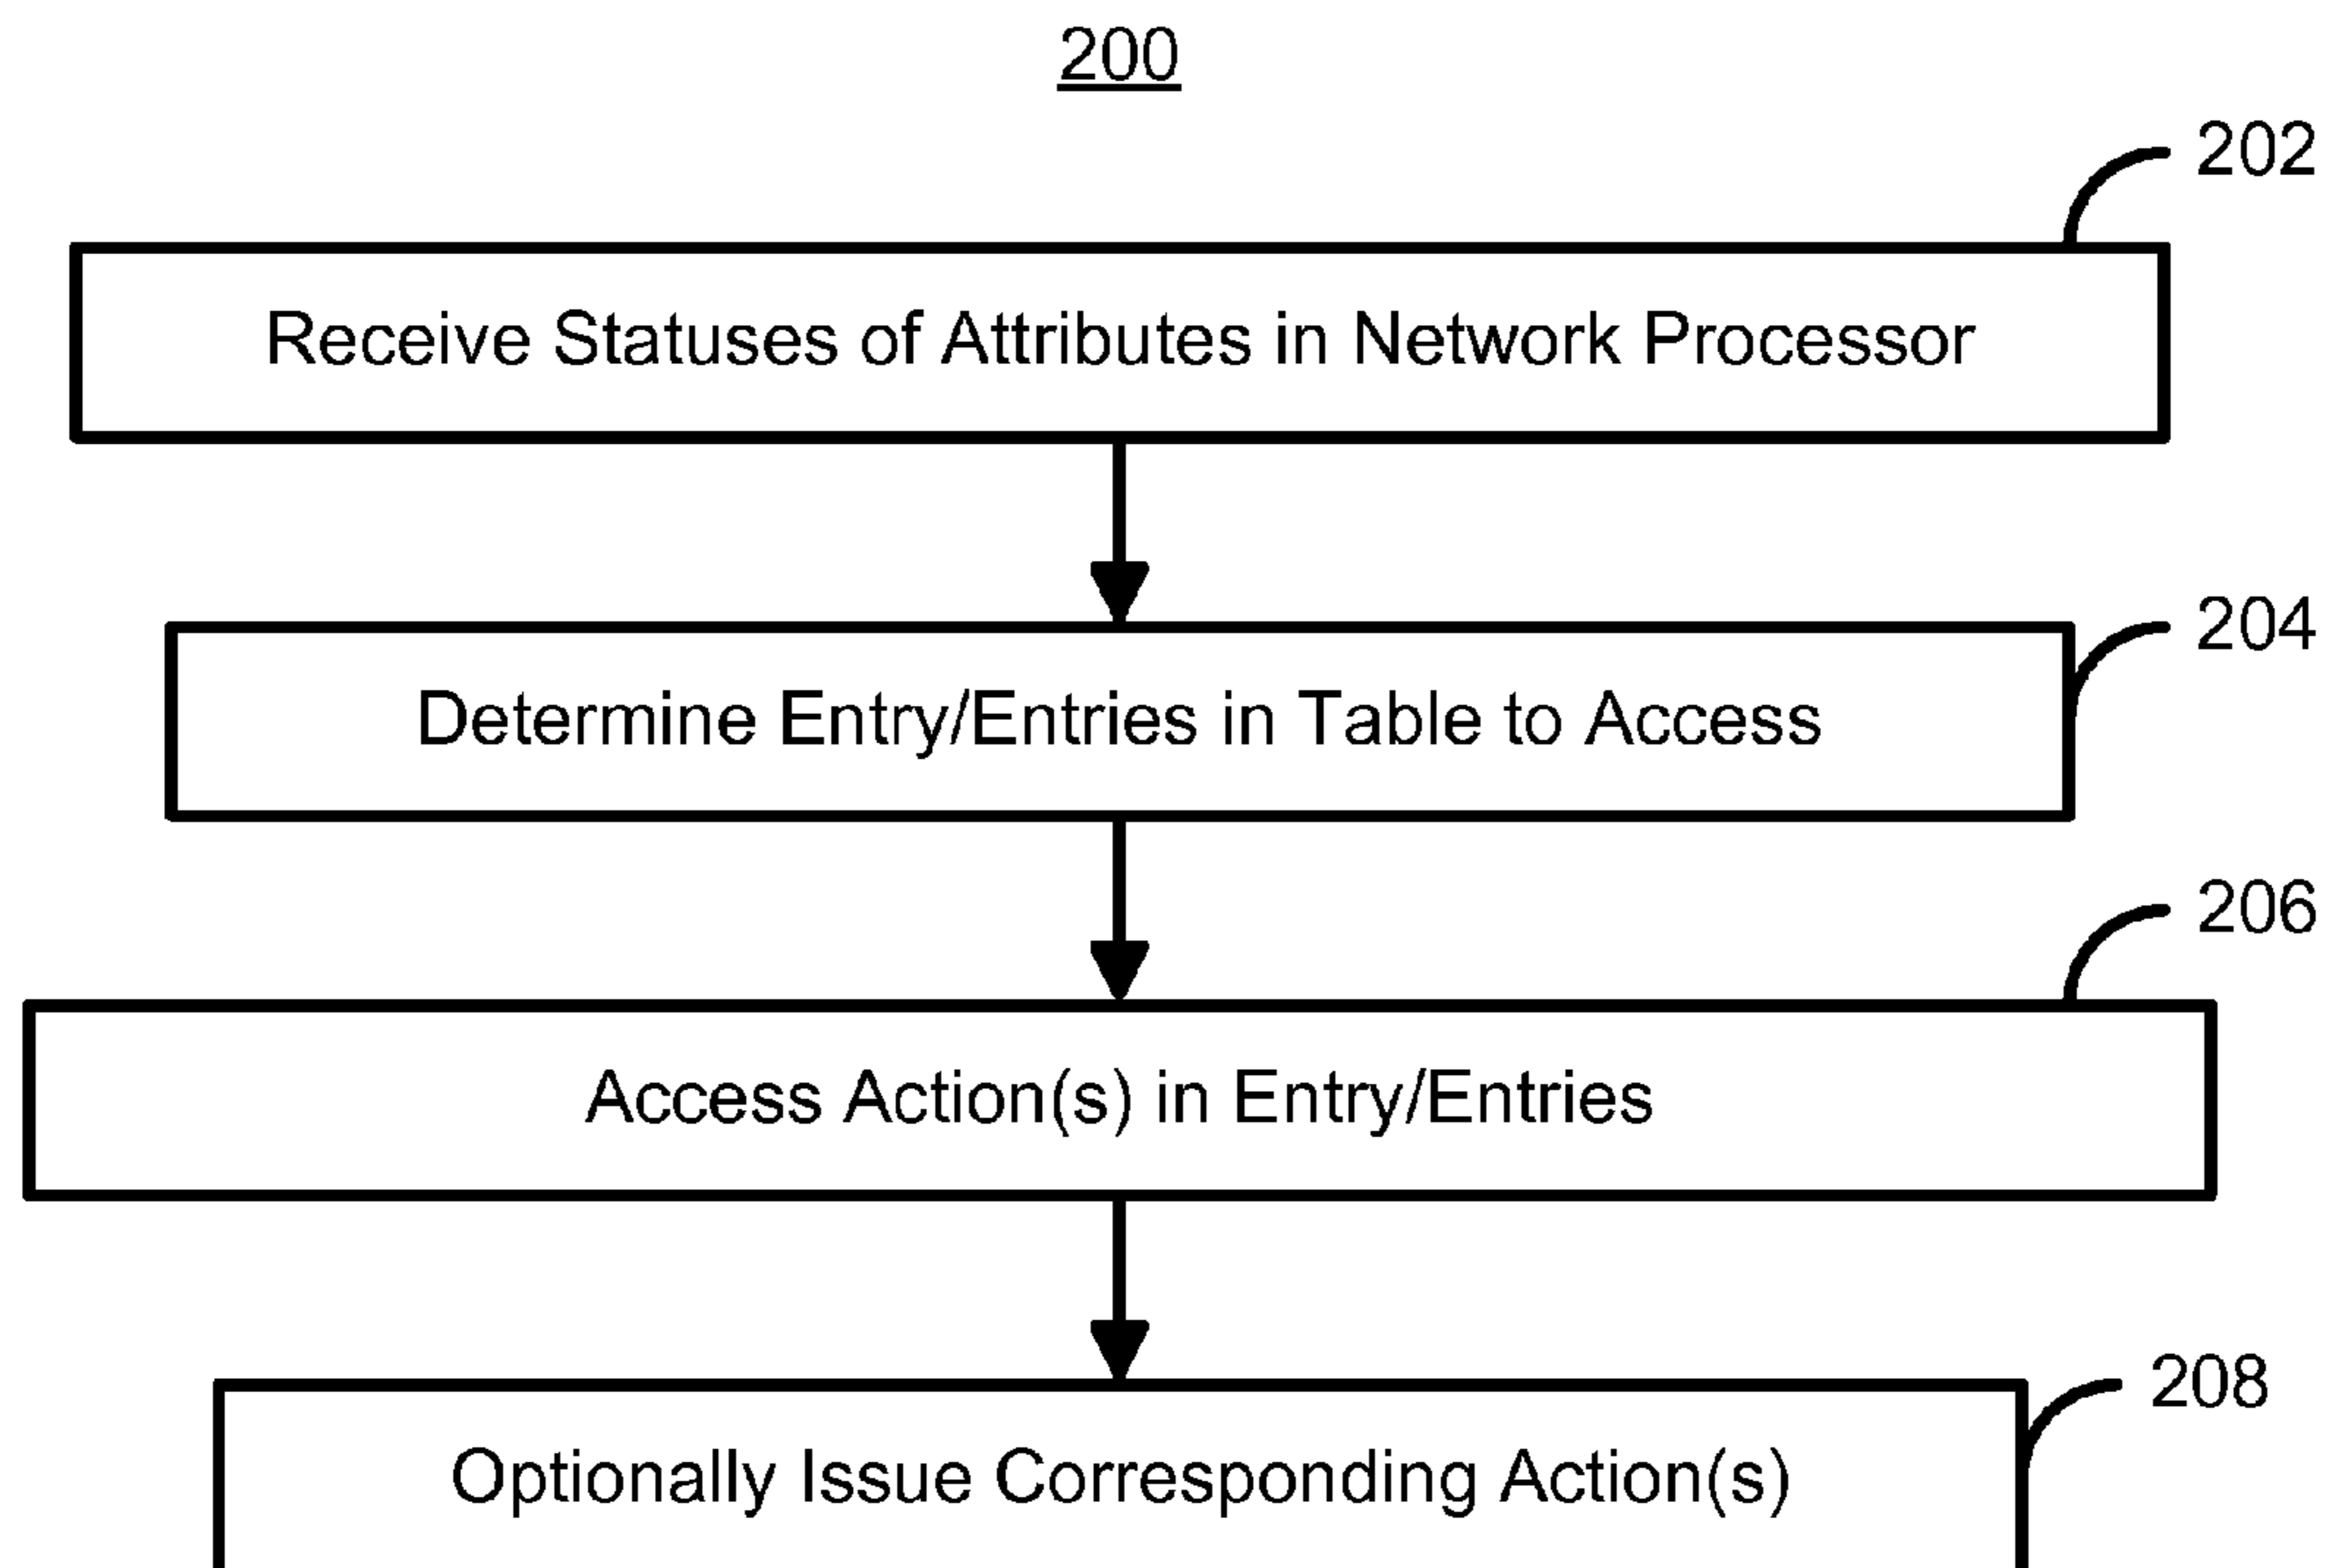 200
202
Receive Statuses of Attributes in Network Processor
204
Determine Entry/Entries in Table to Access
206
Access Action(s) in Entry/Entries
208
Optionally Issue Corresponding Action(s)